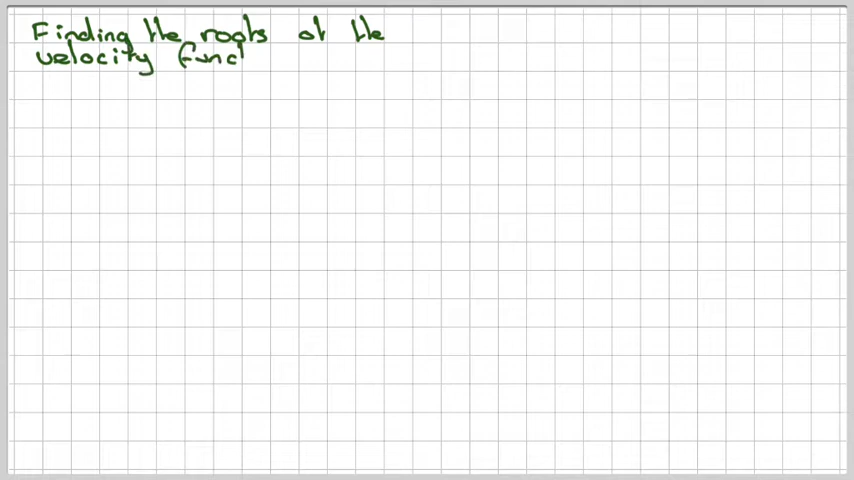 Finding the roots of the
velocity func